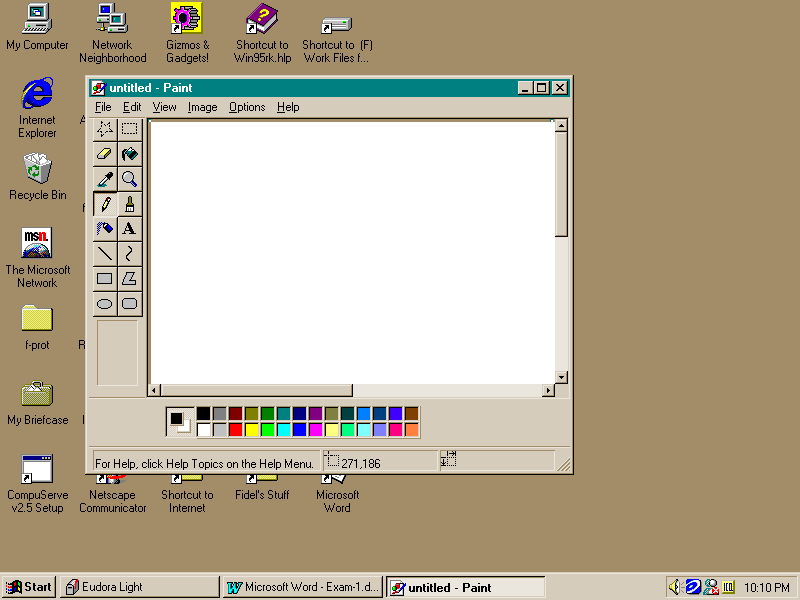 My Computer
Network
Neighborhood
Gizmos &
Gadgets!
Shortcut to
Win95rk.hlp
Shortcut to (F)
Work Files f...
Internet
Explorer
Recycle Bin
msn.
The Microsoft
Network
f-prot
My Briefcase
CompuServe
v2.5 Setup
untitled - Paint
File Edit View Image Options Help
A
For Help, click Help Topics on the Help Menu.
271,186
Netscape
Communicator
Shortcut to
Internet
Fidel's Stuff
Microsoft
Word
Start
Eudora Light
Microsoft Word - Exam-1.d...
untitled - Paint
10:10 PM